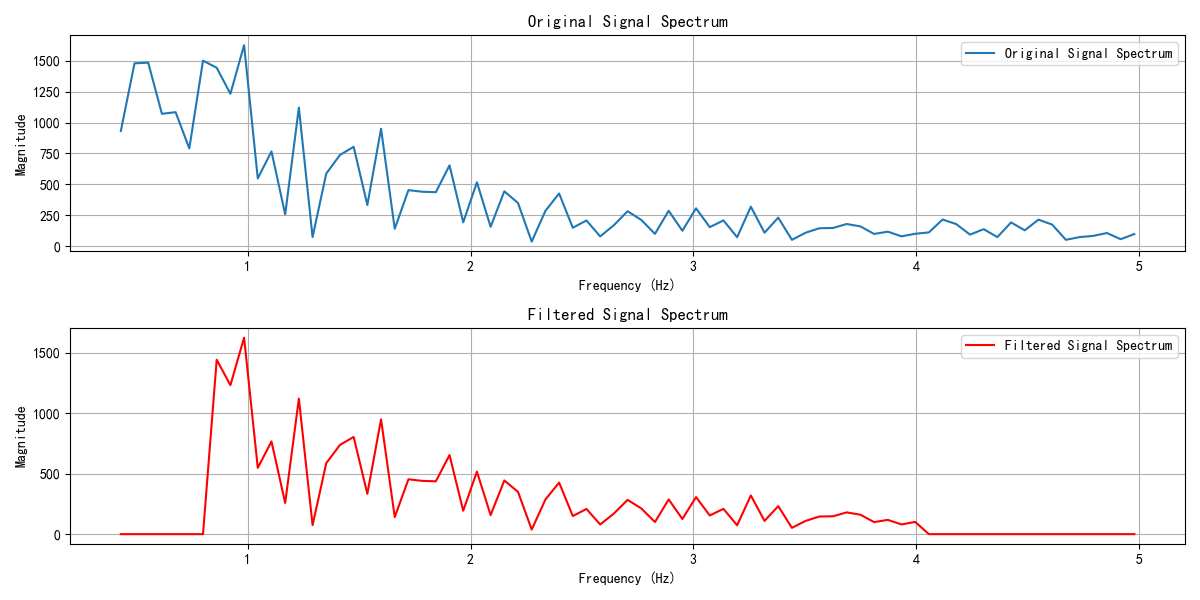 Original Signal Spectrum
Original Signal Spectrum
1500
1250
1000
750
500
250
0
Magnitude
1 2 3 4 5
Frequency (Hz)
Filtered Signal Spectrum
Filtered Signal Spectrum
1500
1000
500
0
Magnitude
1 2 3 4 5
Frequency (Hz)